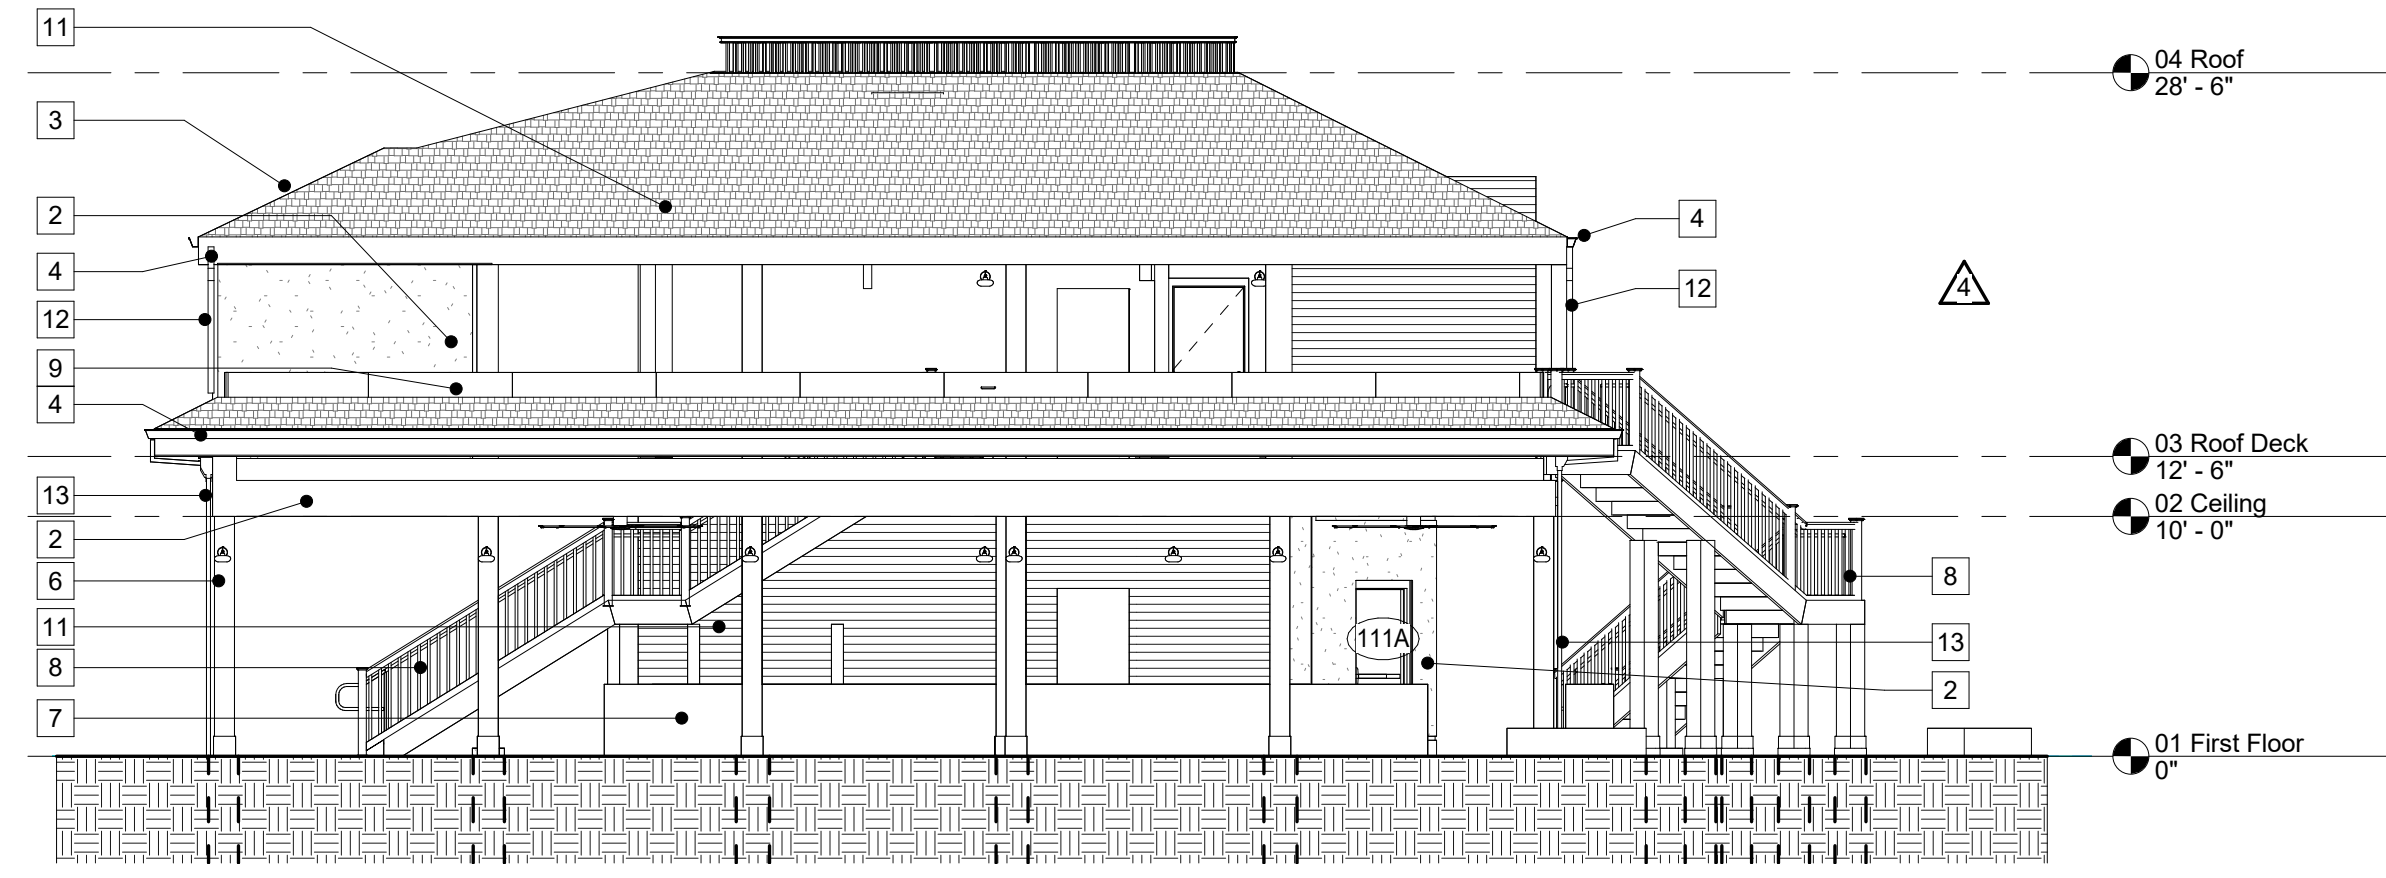 11
04 Roof
28' - 6"
3
2
4
4
12
12
4
9
4
03 Roof Deck
12' - 6"
13
02 Ceiling
10' - 0"
2
A
A
A
A
A
A
A
A
A
A
6
8
11
111A
13
8
2
7
01 First Floor
0"